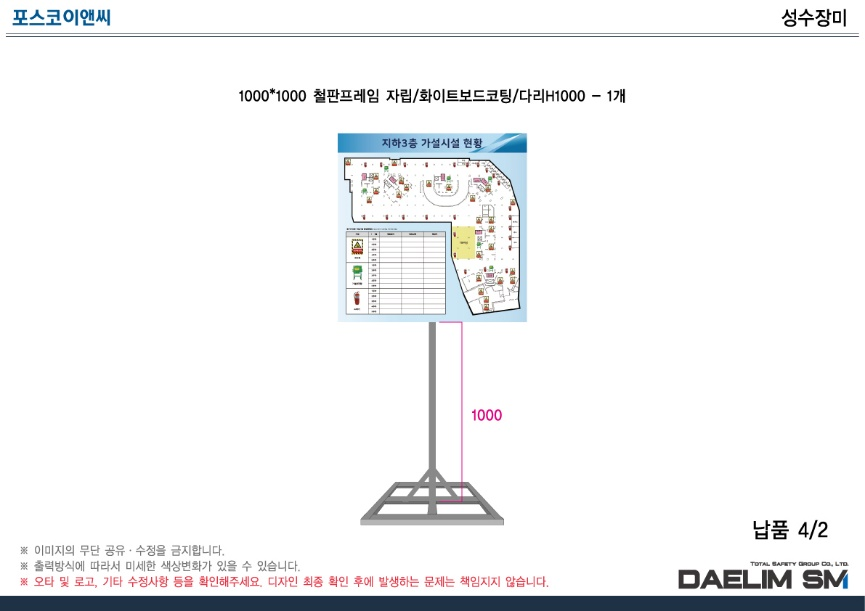 포스코이앤씨
성수장미
1000*1000 철판프레임 자립/화이트보드코팅/다리H1000 - 1개
지하3층 가설시설 현황
1000
납품 4/2
※ 이미지의 무단 공유 · 수정을 금지합니다.
※ 출력방식에 따라서 미세한 색상변화가 있을 수 있습니다.
※ 오타 및 로고, 기타 수정사항 등을 확인해주세요. 디자인 최종 확인 후에 발생하는 문제는 책임지지 않습니다.
TOTAL SAFETY GROUP CO., LTD.
DAELIM SM